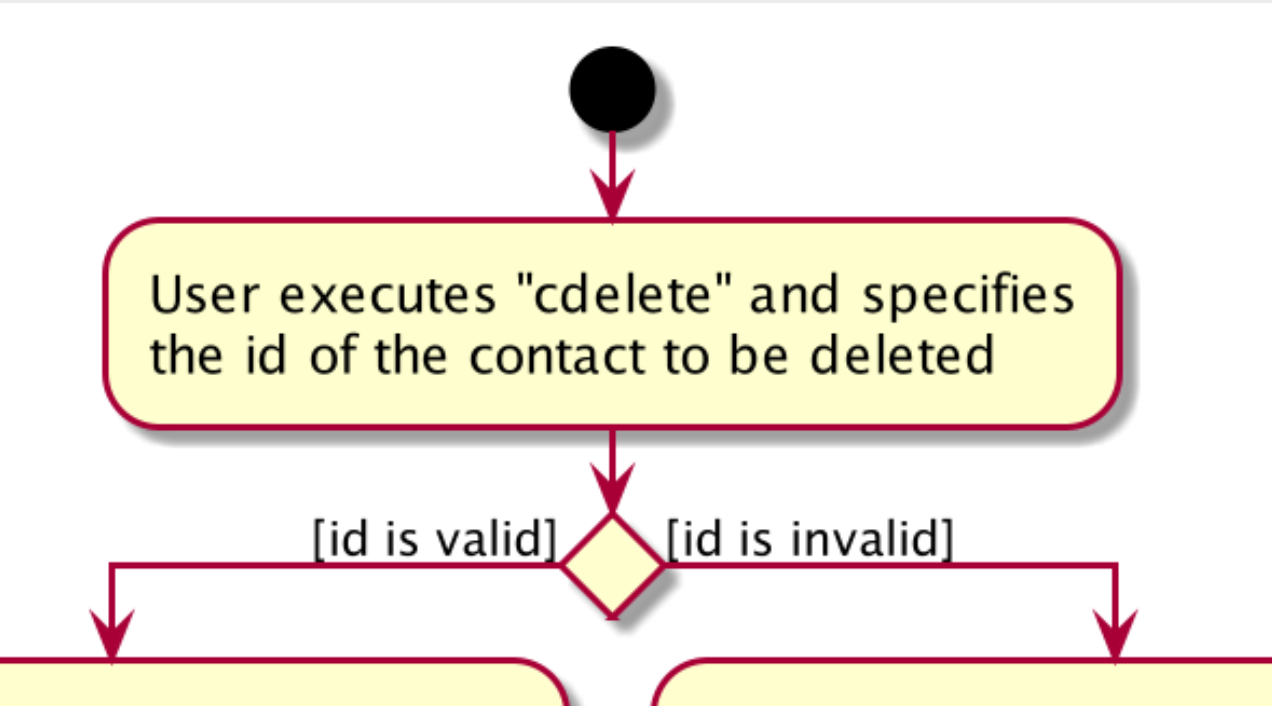 User executes "cdelete" and specifies
the id of the contact to be deleted
[id is valid]
[id is invalid]